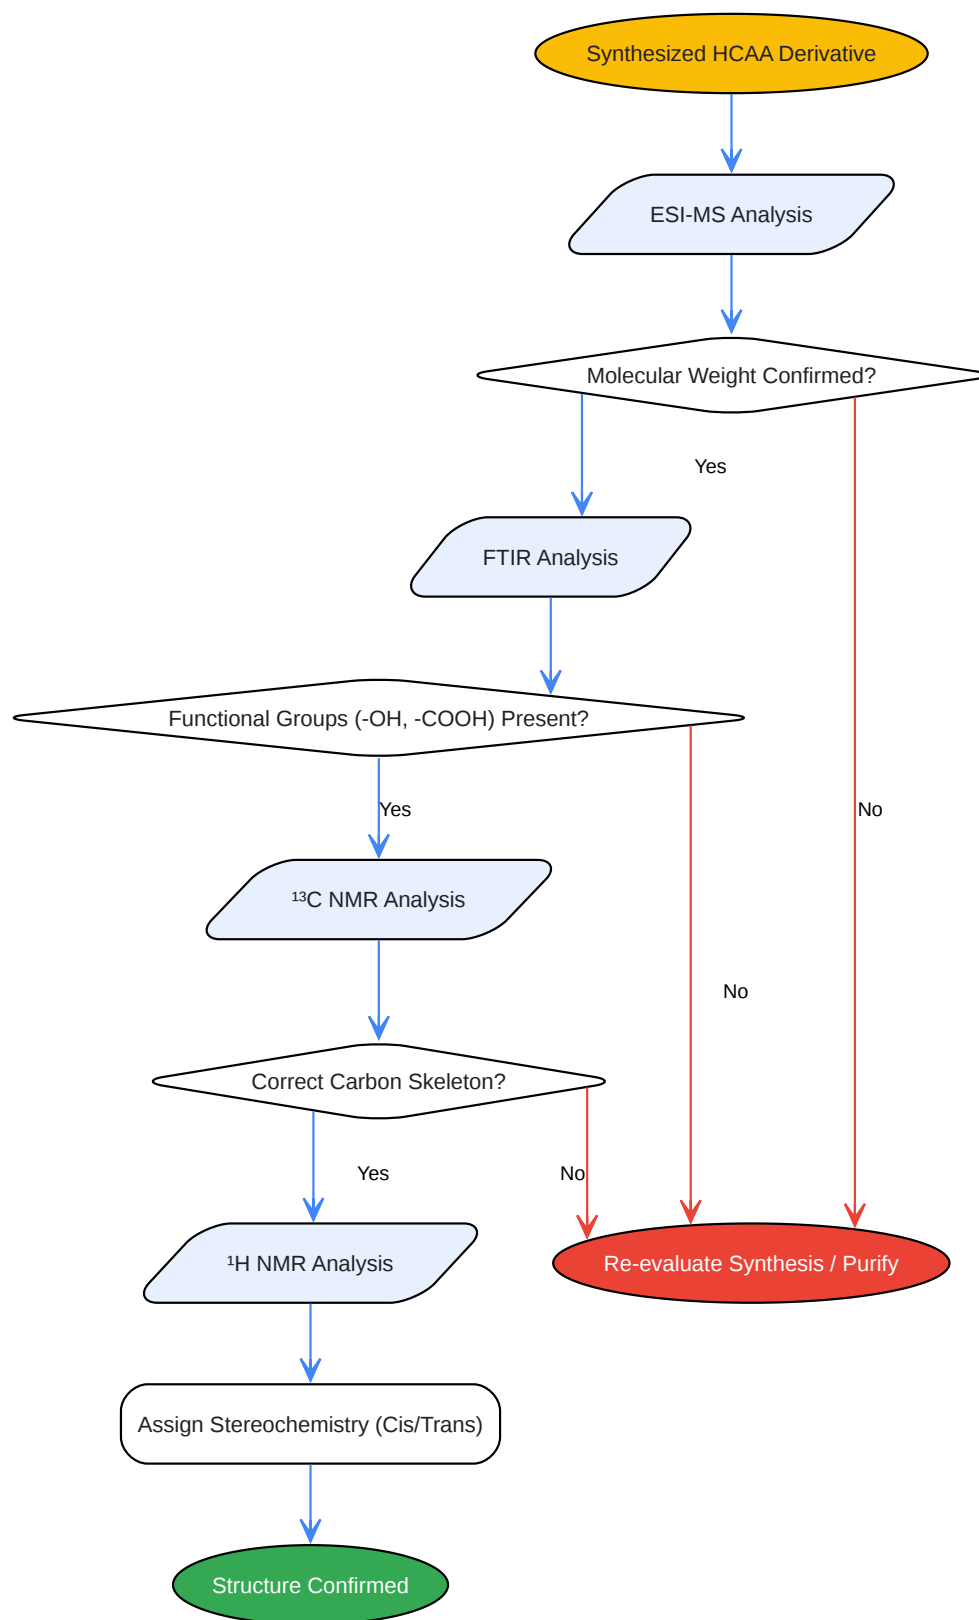 Synthesized HCAA Derivative
ESI-MS Analysis
Molecular Weight Confirmed?
Yes
FTIR Analysis
Functional Groups (-OH, -COOH) Present?
Yes
No
¹³C NMR Analysis
No
Correct Carbon Skeleton?
Yes
No
¹H NMR Analysis
Re-evaluate Synthesis / Purify
Assign Stereochemistry (Cis/Trans)
Structure Confirmed